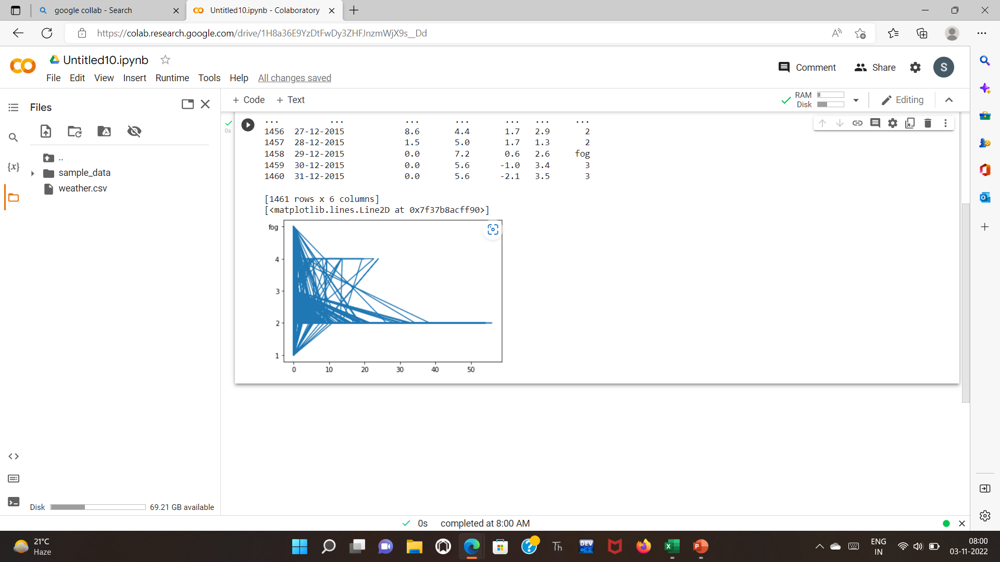 google collab - Search
Untitled10.ipynb - Colaboratory
https://colab.research.google.com/drive/1H8a36E9YzDtFwDy3ZHFJnzmWjX9s__Dd
Untitled10.ipynb
Comment
Share
S
File Edit View Insert Runtime Tools Help All changes saved
Files
+ Code + Text
RAM
Disk
Editing
0s
... ... ... ... ... ... ...
1456 27-12-2015 8.6 4.4 1.7 2.9 2
1457 28-12-2015 1.5 5.0 1.7 1.3 2
1458 29-12-2015 0.0 7.2 0.6 2.6 fog
1459 30-12-2015 0.0 5.6 -1.0 3.4 3
1460 31-12-2015 0.0 5.6 -2.1 3.5 3
..
sample_data
weather.csv
{x}
[1461 rows x 6 columns]
[<matplotlib.lines.Line2D at 0x7f37b8acff90>]
fog
4
3
2
1
0 10 20 30 40 50
Disk 69.21 GB available
0s completed at 8:00 AM
21°C
Haze
Th
DEV
C++
ENG
IN
08:00
03-11-2022